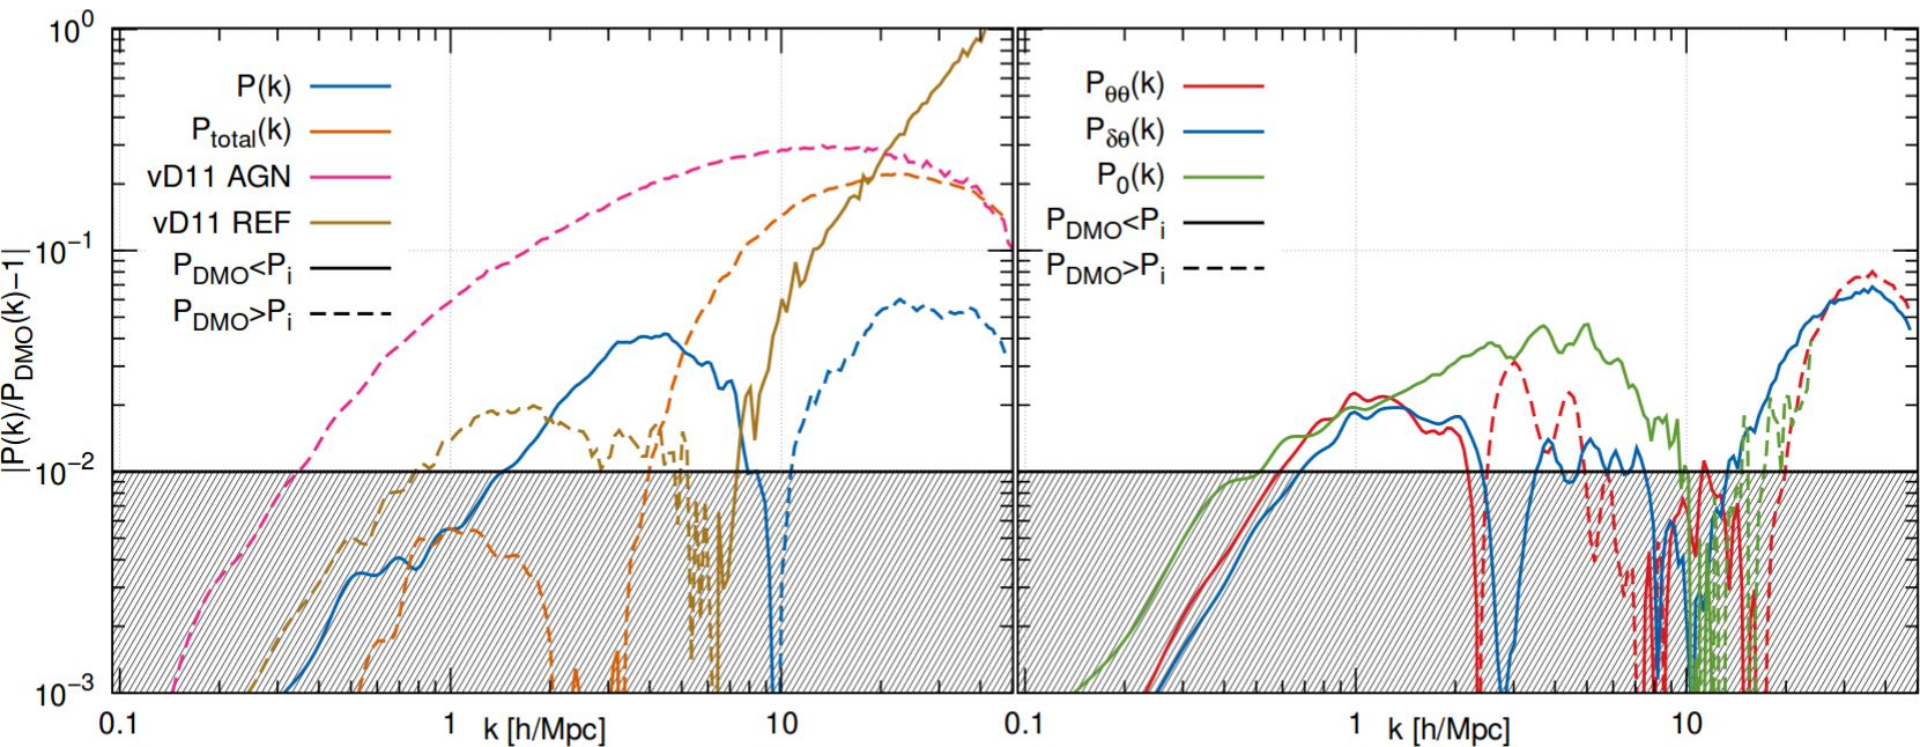 |P(k)/P_DMO(k)−1|
10^0
10^−1
10^−2
10^−3
P(k)
P_total(k)
vD11 AGN
vD11 REF
P_DMO<P_i
P_DMO>P_i
0.1 1 10
k [h/Mpc]
P_θθ(k)
P_δθ(k)
P_0(k)
P_DMO<P_i
P_DMO>P_i
0.1 1 10
k [h/Mpc]